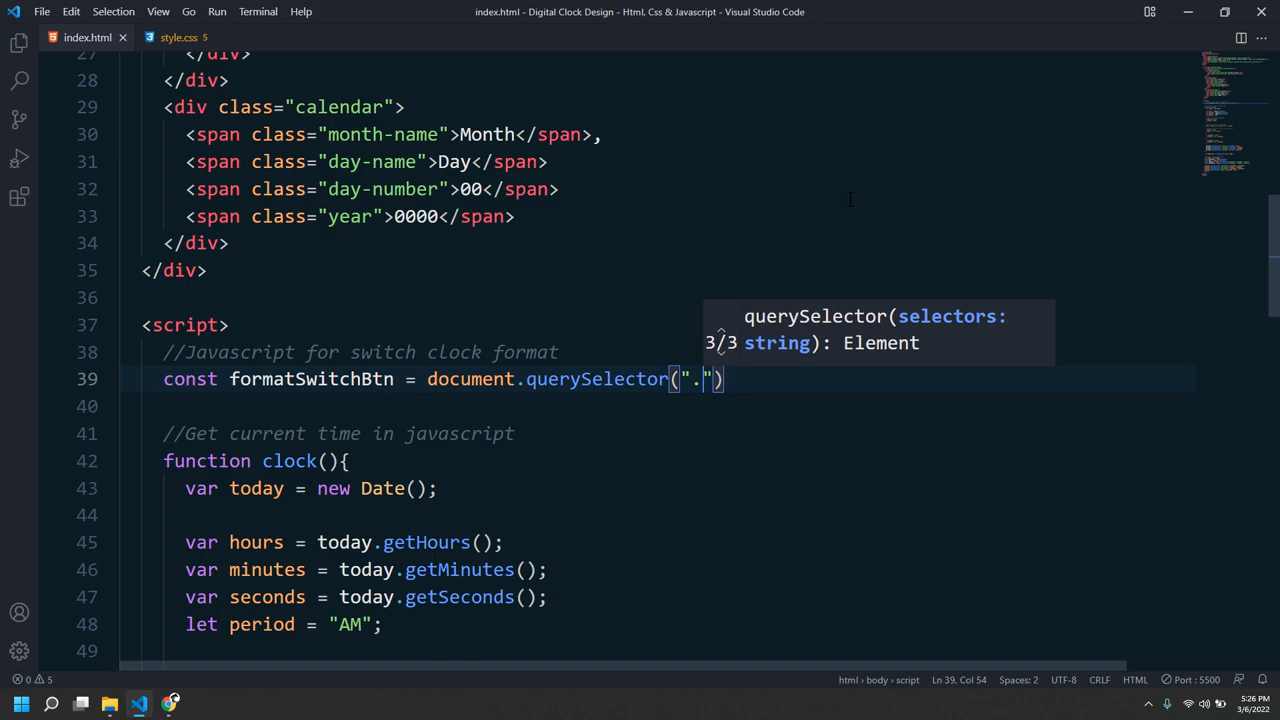 File Edit Selection View Go Run Terminal Help
index.html - Digital Clock Design - Html, Css & Javascript - Visual Studio Code
index.html
style.css 5
27 </div>
28 </div>
29 <div class="calendar">
30 <span class="month-name">Month</span>,
31 <span class="day-name">Day</span>
32 <span class="day-number">00</span>
33 <span class="year">0000</span>
34 </div>
35 </div>
36
37 <script>
querySelector(selectors:
3/3 string): Element
38 //Javascript for switch clock format
39 const formatSwitchBtn = document.querySelector(".")
40
41 //Get current time in javascript
42 function clock(){
43 var today = new Date();
44
45 var hours = today.getHours();
46 var minutes = today.getMinutes();
47 var seconds = today.getSeconds();
48 let period = "AM";
49
0 5
html › body › script
Ln 39, Col 54 Spaces: 2 UTF-8 CRLF HTML Port : 5500
5:26 PM
3/6/2022